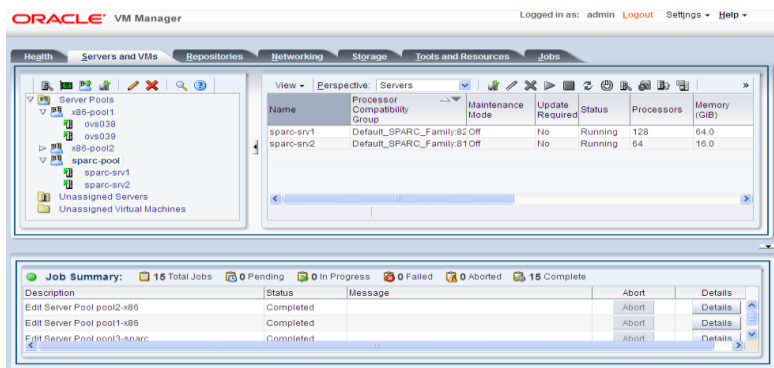 ORACLE® VM Manager
Logged in as: admin Logout Settings Help
Health Servers and VMs Repositories Networking Storage Tools and Resources Jobs
View Perspective: Servers »
Server Pools
x86-pool1
ovs038
ovs039
x86-pool2
sparc-pool
sparc-srv1
sparc-srv2
Unassigned Servers
Unassigned Virtual Machines
Name Processor Compatibility Group Maintenance Mode Update Required Status Processors Memory (GiB)
sparc-srv1 Default_SPARC_Family:82 Off No Running 128 64.0
sparc-srv2 Default_SPARC_Family:81 Off No Running 64 16.0
Job Summary: 15 Total Jobs 0 Pending 0 In Progress 0 Failed 0 Aborted 15 Complete
Description Status Message Abort Details
Edit Server Pool pool2-x86 Completed Abort Details
Edit Server Pool pool1-x86 Completed Abort Details
Edit Server Pool pool3-sparc Completed Abort Details